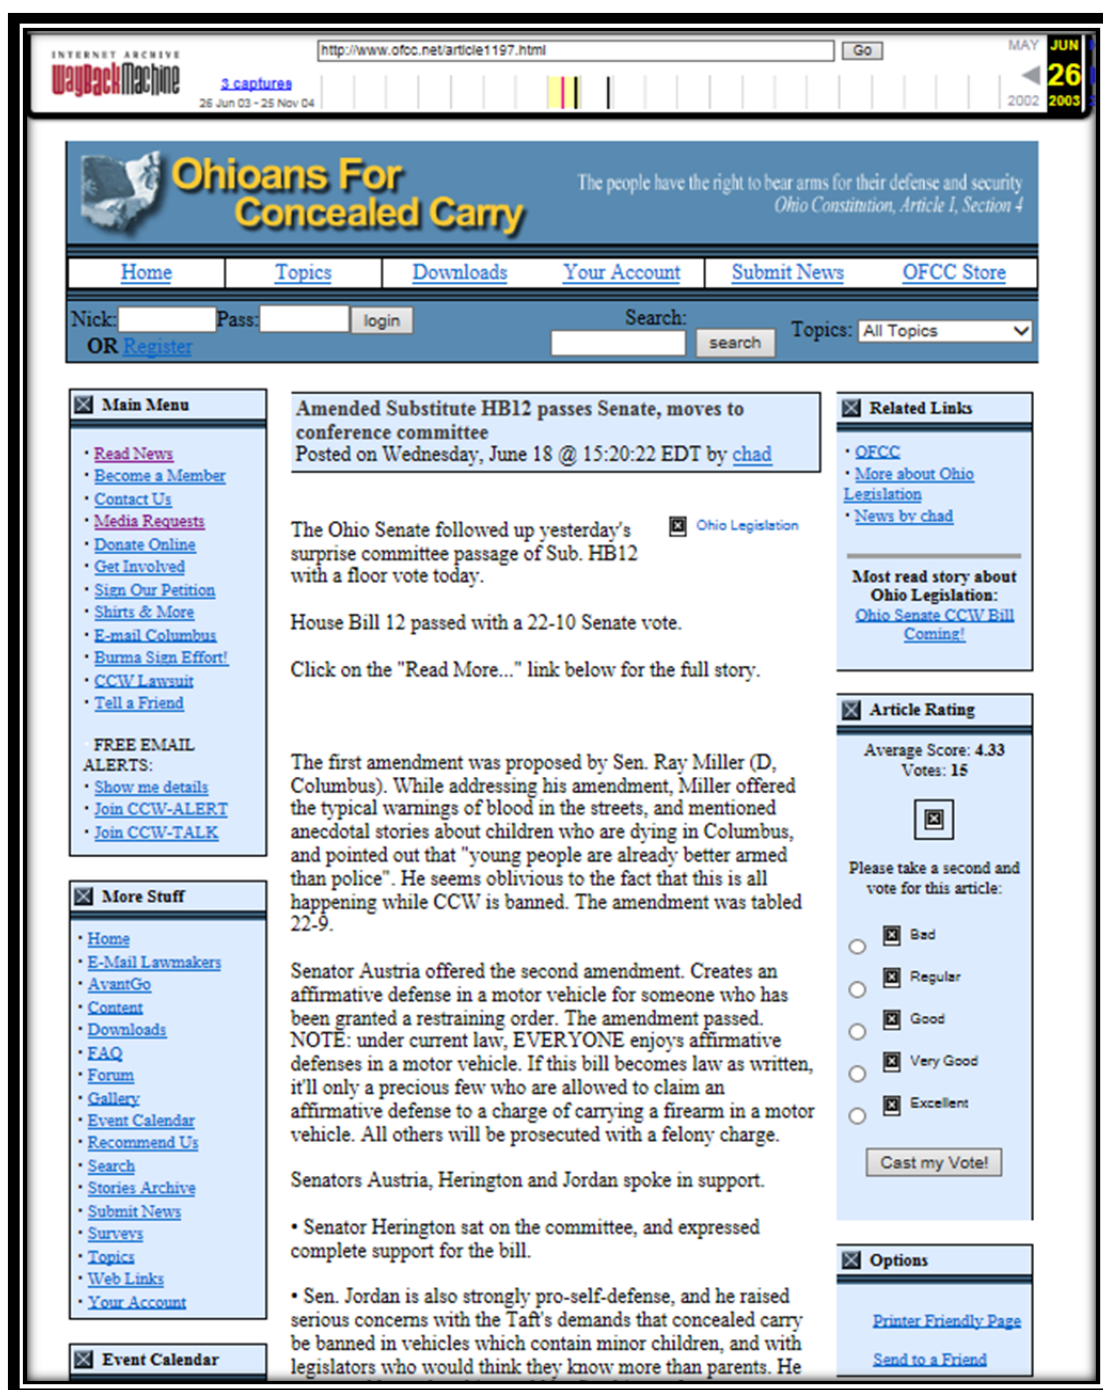 INTERNET ARCHIVE
WayBackMachine
http://www.ofcc.net/article1197.html
Go
3 captures
26 Jun 03 - 25 Nov 04
MAY
JUN
26
2002
2003
Ohioans For
Concealed Carry
The people have the right to bear arms for their defense and security
Ohio Constitution, Article I, Section 4
Home
Topics
Downloads
Your Account
Submit News
OFCC Store
Nick:
Pass:
login
OR Register
Search:
search
Topics:
All Topics
Main Menu
· Read News
· Become a Member
· Contact Us
· Media Requests
· Donate Online
· Get Involved
· Sign Our Petition
· Shirts & More
· E-mail Columbus
· Burma Sign Effort!
· CCW Lawsuit
· Tell a Friend
FREE EMAIL
ALERTS:
· Show me details
· Join CCW-ALERT
· Join CCW-TALK
More Stuff
· Home
· E-Mail Lawmakers
· AvantGo
· Content
· Downloads
· FAQ
· Forum
· Gallery
· Event Calendar
· Recommend Us
· Search
· Stories Archive
· Submit News
· Surveys
· Topics
· Web Links
· Your Account
Event Calendar
Amended Substitute HB12 passes Senate, moves to
conference committee
Posted on Wednesday, June 18 @ 15:20:22 EDT by chad
Ohio Legislation
The Ohio Senate followed up yesterday's
surprise committee passage of Sub. HB12
with a floor vote today.
House Bill 12 passed with a 22-10 Senate vote.
Click on the "Read More..." link below for the full story.
The first amendment was proposed by Sen. Ray Miller (D,
Columbus). While addressing his amendment, Miller offered
the typical warnings of blood in the streets, and mentioned
anecdotal stories about children who are dying in Columbus,
and pointed out that "young people are already better armed
than police". He seems oblivious to the fact that this is all
happening while CCW is banned. The amendment was tabled
22-9.
Senator Austria offered the second amendment. Creates an
affirmative defense in a motor vehicle for someone who has
been granted a restraining order. The amendment passed.
NOTE: under current law, EVERYONE enjoys affirmative
defenses in a motor vehicle. If this bill becomes law as written,
it'll only a precious few who are allowed to claim an
affirmative defense to a charge of carrying a firearm in a motor
vehicle. All others will be prosecuted with a felony charge.
Senators Austria, Herington and Jordan spoke in support.
• Senator Herington sat on the committee, and expressed
complete support for the bill.
• Sen. Jordan is also strongly pro-self-defense, and he raised
serious concerns with the Taft's demands that concealed carry
be banned in vehicles which contain minor children, and with
legislators who would think they know more than parents. He
Related Links
· OFCC
· More about Ohio
Legislation
· News by chad
Most read story about
Ohio Legislation:
Ohio Senate CCW Bill
Coming!
Article Rating
Average Score: 4.33
Votes: 15
Please take a second and
vote for this article:
Bad
Regular
Good
Very Good
Excellent
Cast my Vote!
Options
Printer Friendly Page
Send to a Friend